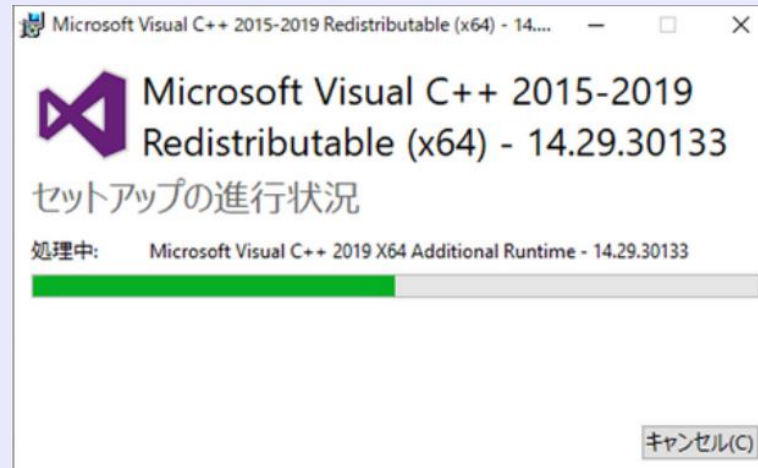 Microsoft Visual C++ 2015-2019 Redistributable (x64) - 14....
Microsoft Visual C++ 2015-2019
Redistributable (x64) - 14.29.30133
セットアップの進行状況
処理中: Microsoft Visual C++ 2019 X64 Additional Runtime - 14.29.30133
キャンセル(C)